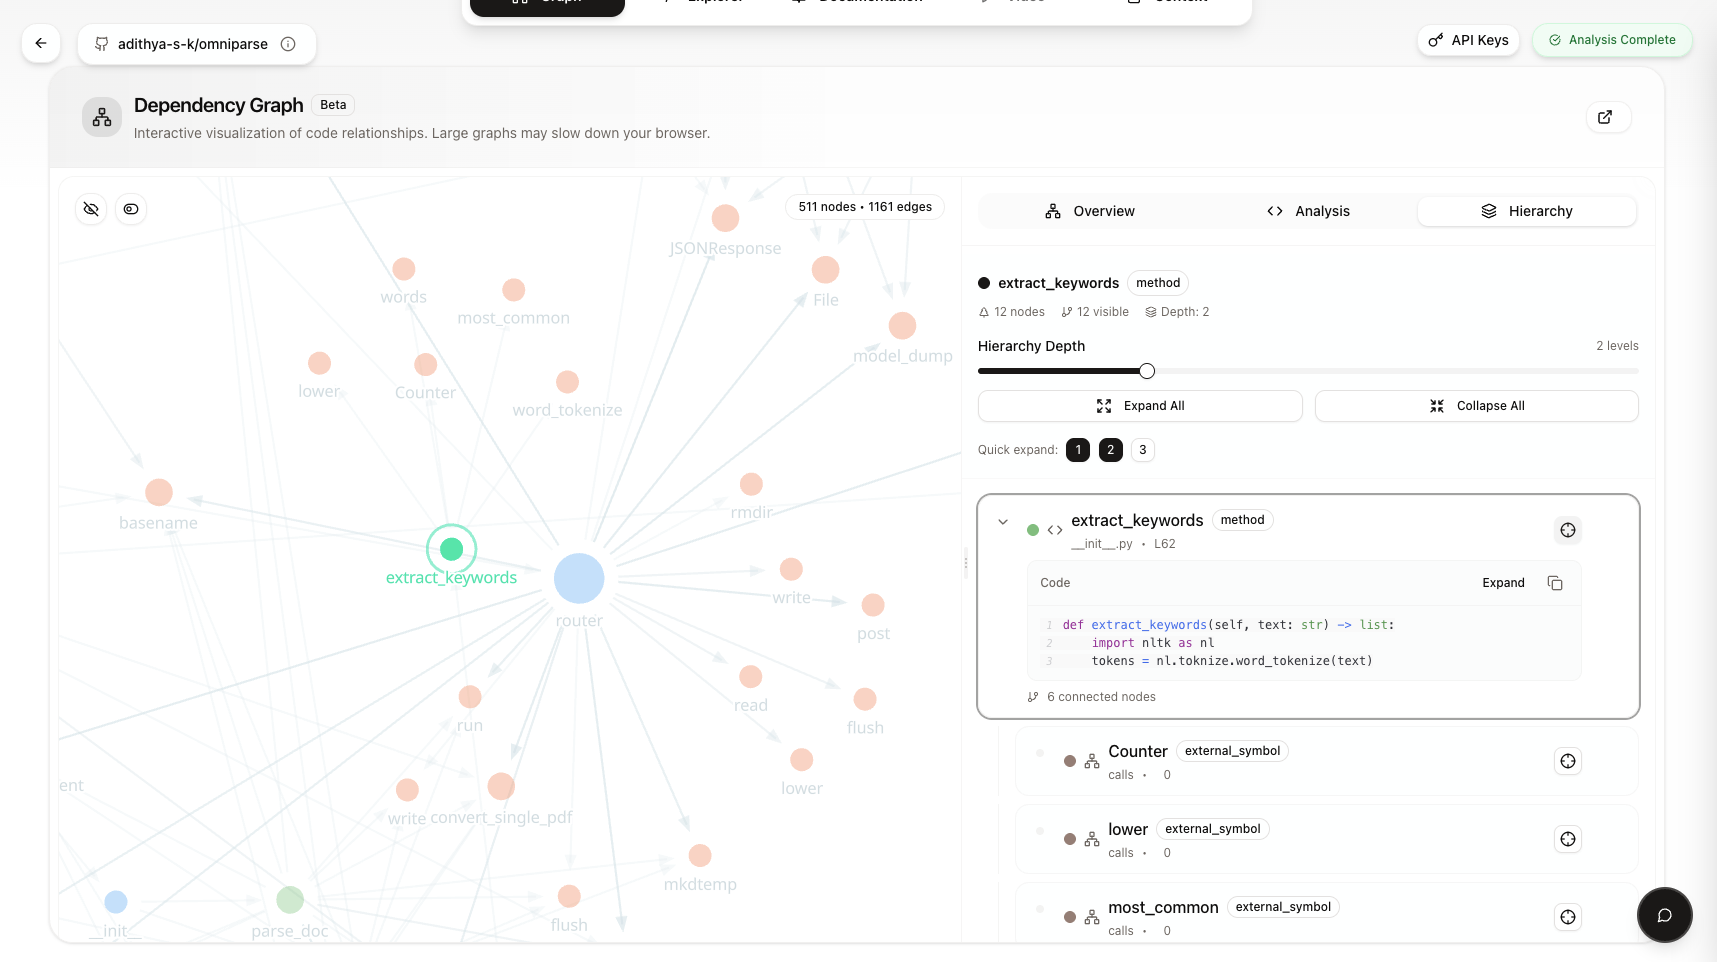 Graph
Explorer
Documentation
Video
Context
adithya-s-k/omniparse
API Keys
Analysis Complete
Dependency Graph
Beta
Interactive visualization of code relationships. Large graphs may slow down your browser.
511 nodes • 1161 edges
JSONResponse
File
words
most_common
model_dump
lower
Counter
word_tokenize
basename
rmdir
extract_keywords
router
write
post
run
read
flush
lower
ent
write
convert_single_pdf
mkdtemp
__init__
parse_doc
flush
Overview
Analysis
Hierarchy
extract_keywords
method
12 nodes
12 visible
Depth: 2
Hierarchy Depth
2 levels
Expand All
Collapse All
Quick expand:
1
2
3
extract_keywords
method
__init__.py • L62
Code
Expand
1 def extract_keywords(self, text: str) -> list:
2 import nltk as nl
3 tokens = nl.toknize.word_tokenize(text)
6 connected nodes
Counter
external_symbol
calls • 0
lower
external_symbol
calls • 0
most_common
external_symbol
calls • 0